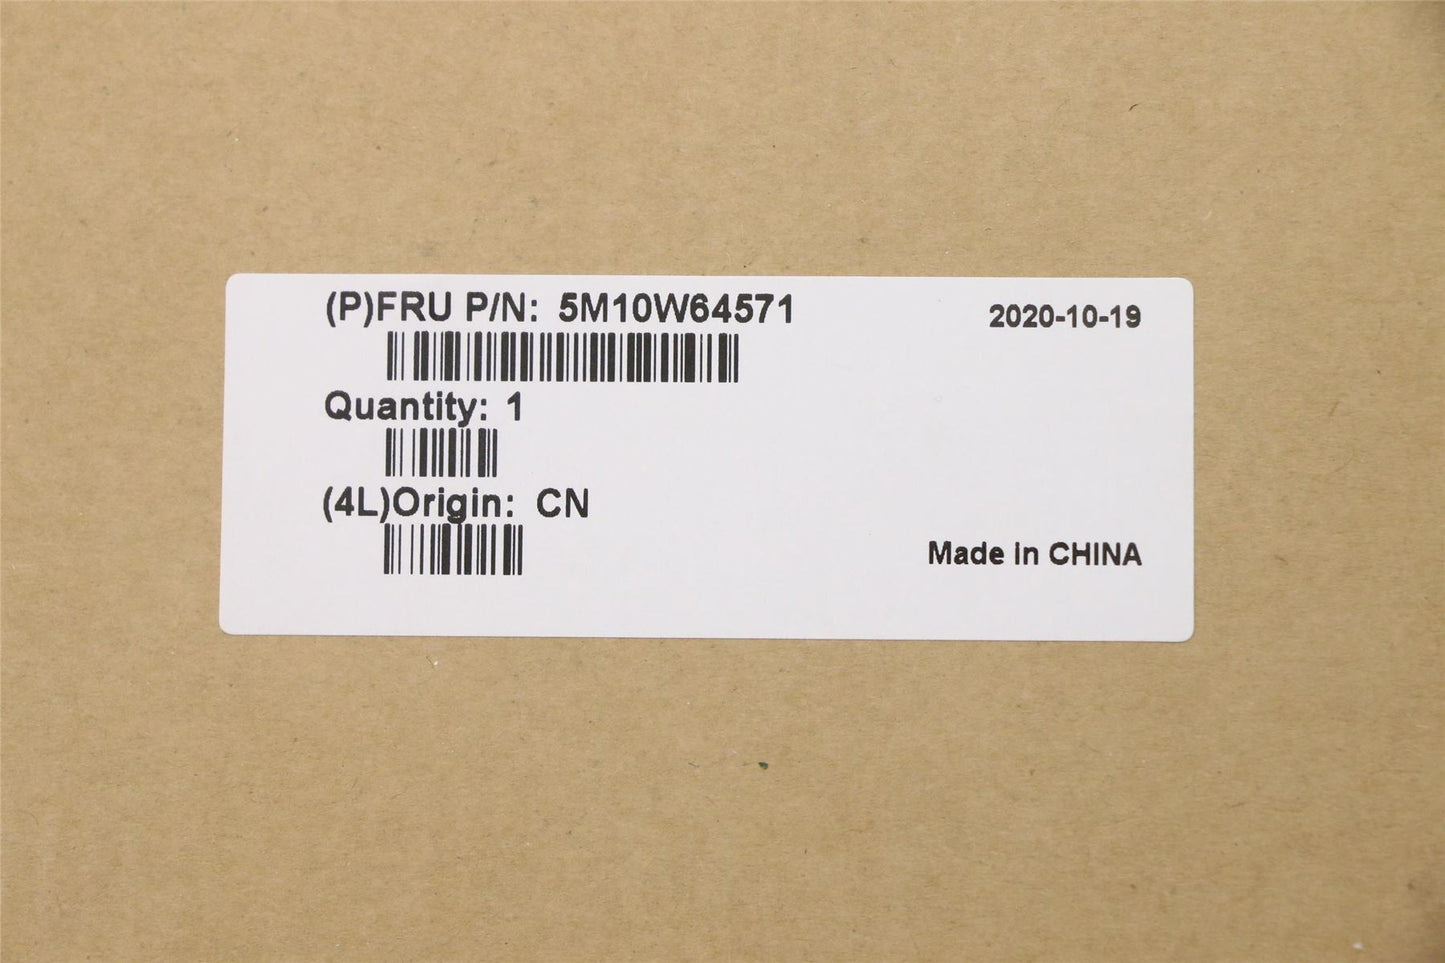 (P)FRU P/N: 5M10W64571
2020-10-19
Quantity: 1
(4L)Origin: CN
Made in CHINA